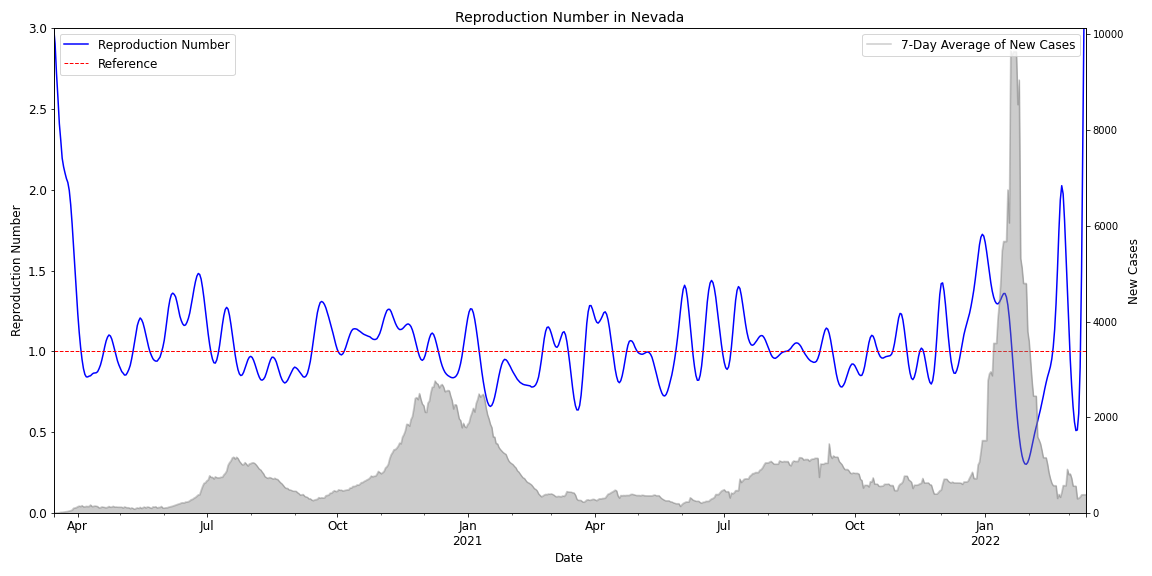 Reproduction Number in Nevada
Reproduction Number
Reference
7-Day Average of New Cases
3.0
2.5
2.0
1.5
1.0
0.5
0.0
Reproduction Number
10000
8000
6000
4000
2000
0
New Cases
Apr
Jul
Oct
Jan
2021
Apr
Jul
Oct
Jan
2022
Date